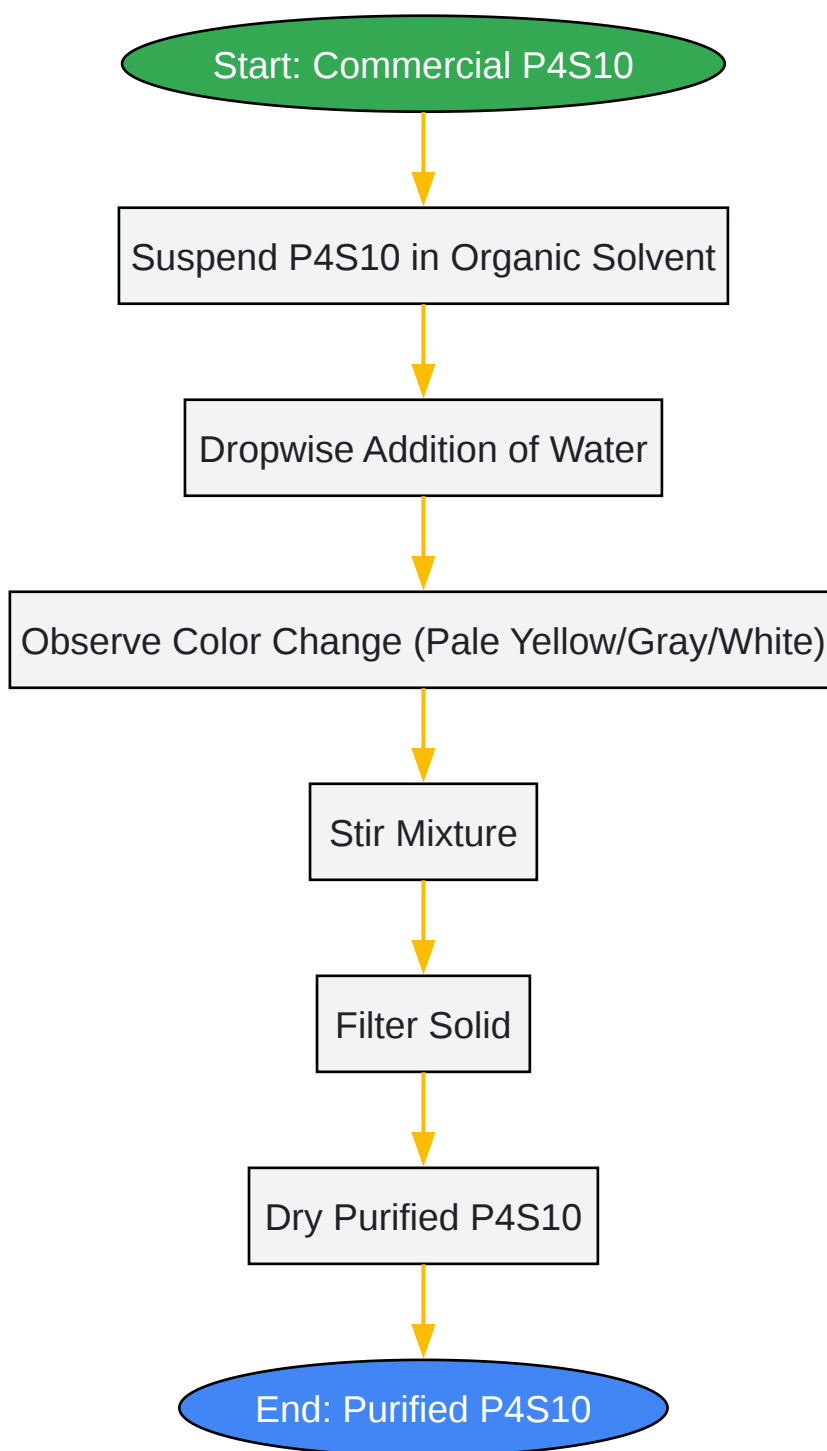 Start: Commercial P4S10
Suspend P4S10 in Organic Solvent
Dropwise Addition of Water
Observe Color Change (Pale Yellow/Gray/White)
Stir Mixture
Filter Solid
Dry Purified P4S10
End: Purified P4S10